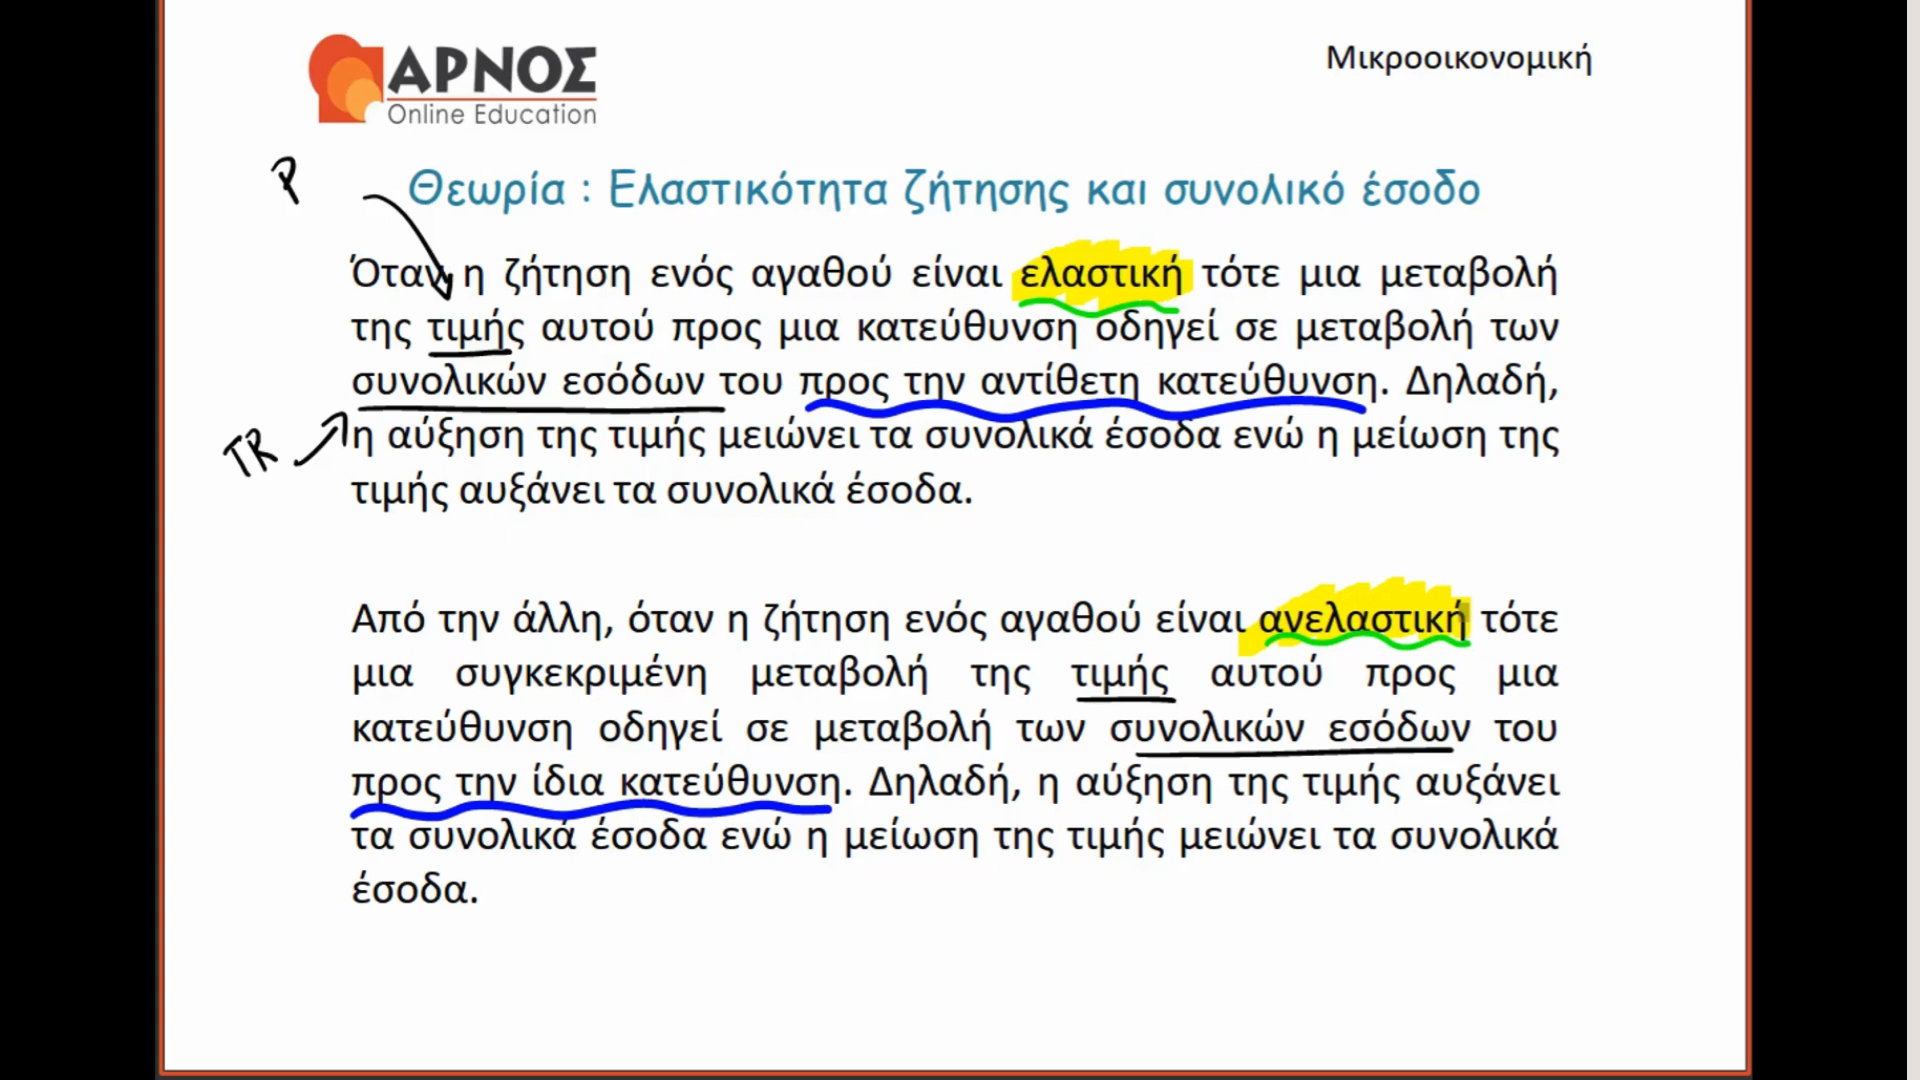 ΑΡΝΟΣ
Online Education
Μικροοικονομική
P
Θεωρία : Ελαστικότητα ζήτησης και συνολικό έσοδο
Όταν η ζήτηση ενός αγαθού είναι ελαστική τότε μια μεταβολή
της τιμής αυτού προς μια κατεύθυνση οδηγεί σε μεταβολή των
συνολικών εσόδων του προς την αντίθετη κατεύθυνση. Δηλαδή,
TR
η αύξηση της τιμής μειώνει τα συνολικά έσοδα ενώ η μείωση της
τιμής αυξάνει τα συνολικά έσοδα.
Από την άλλη, όταν η ζήτηση ενός αγαθού είναι ανελαστική τότε
μια συγκεκριμένη μεταβολή της τιμής αυτού προς μια
κατεύθυνση οδηγεί σε μεταβολή των συνολικών εσόδων του
προς την ίδια κατεύθυνση. Δηλαδή, η αύξηση της τιμής αυξάνει
τα συνολικά έσοδα ενώ η μείωση της τιμής μειώνει τα συνολικά
έσοδα.